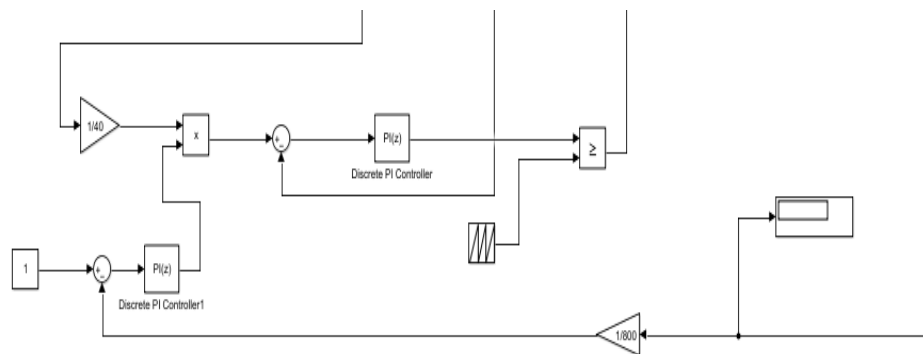 1/40
x
+
-
PI(z)
Discrete PI Controller
≥
1
+
-
PI(z)
Discrete PI Controller1
1/800